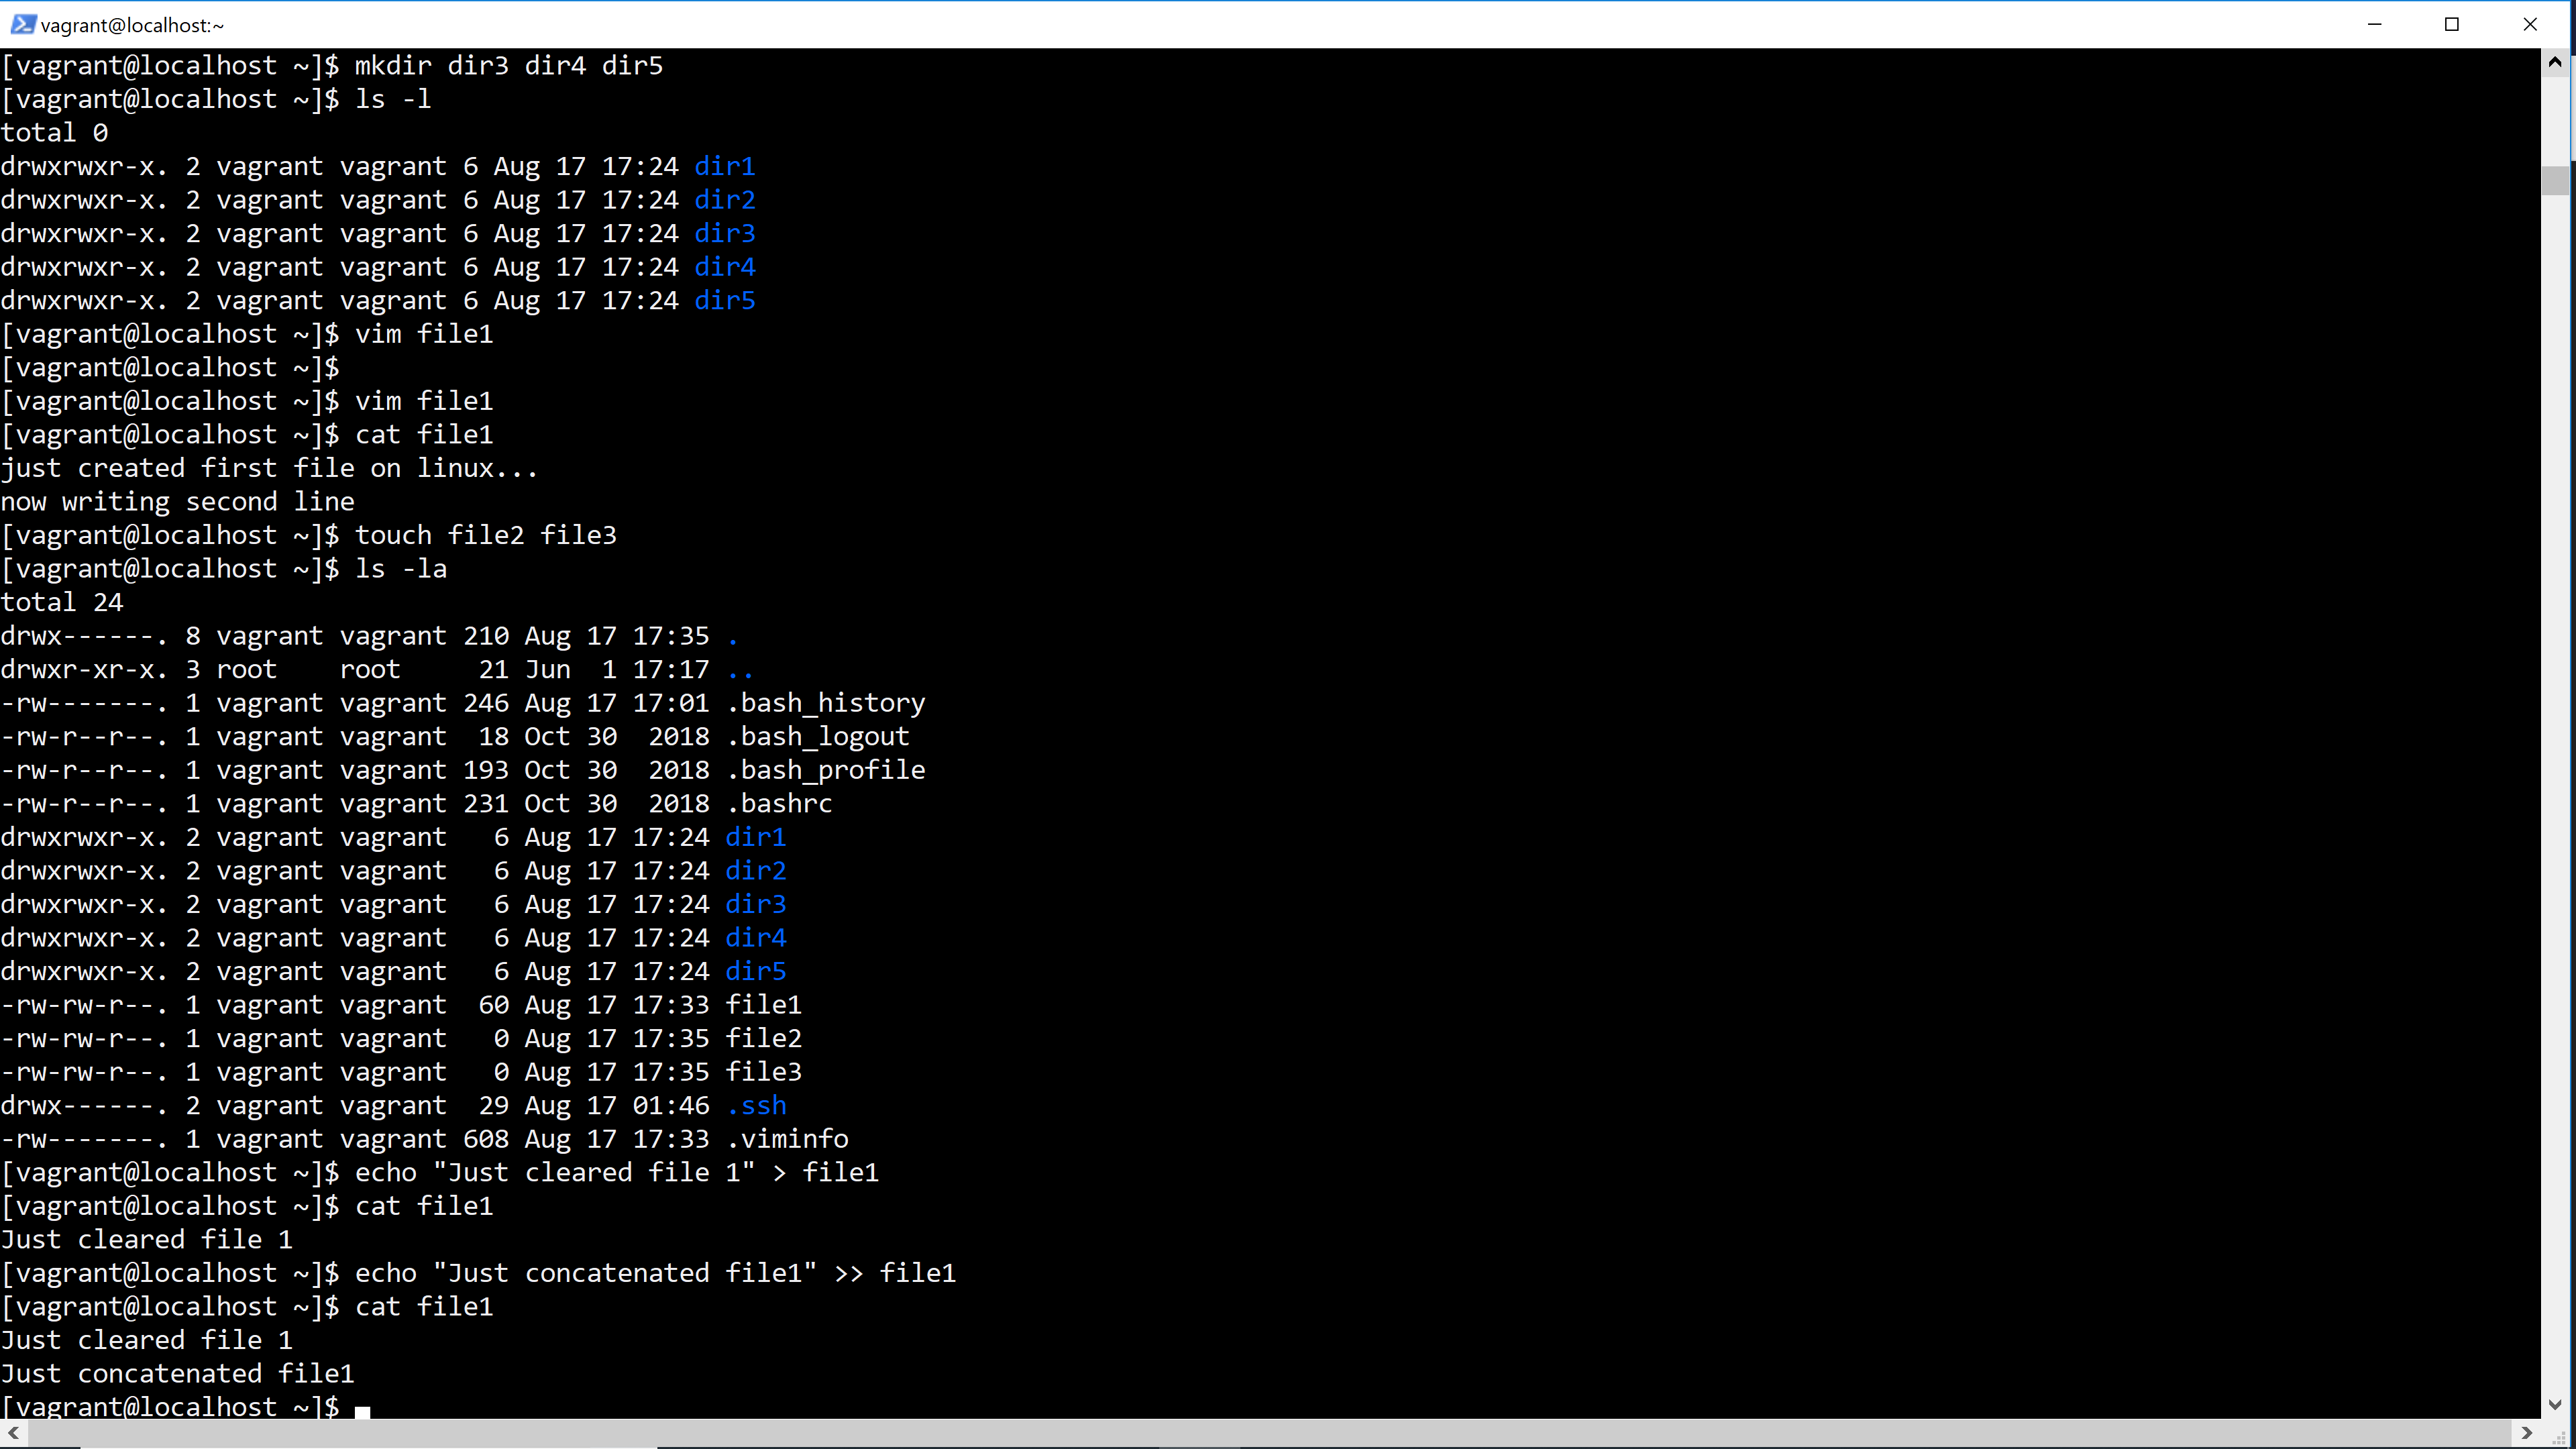 vagrant@localhost:~
[vagrant@localhost ~]$ mkdir dir3 dir4 dir5
[vagrant@localhost ~]$ ls -l
total 0
drwxrwxr-x. 2 vagrant vagrant 6 Aug 17 17:24 dir1
drwxrwxr-x. 2 vagrant vagrant 6 Aug 17 17:24 dir2
drwxrwxr-x. 2 vagrant vagrant 6 Aug 17 17:24 dir3
drwxrwxr-x. 2 vagrant vagrant 6 Aug 17 17:24 dir4
drwxrwxr-x. 2 vagrant vagrant 6 Aug 17 17:24 dir5
[vagrant@localhost ~]$ vim file1
[vagrant@localhost ~]$
[vagrant@localhost ~]$ vim file1
[vagrant@localhost ~]$ cat file1
just created first file on linux...
now writing second line
[vagrant@localhost ~]$ touch file2 file3
[vagrant@localhost ~]$ ls -la
total 24
drwx------. 8 vagrant vagrant 210 Aug 17 17:35 .
drwxr-xr-x. 3 root    root     21 Jun  1 17:17 ..
-rw-------. 1 vagrant vagrant 246 Aug 17 17:01 .bash_history
-rw-r--r--. 1 vagrant vagrant  18 Oct 30  2018 .bash_logout
-rw-r--r--. 1 vagrant vagrant 193 Oct 30  2018 .bash_profile
-rw-r--r--. 1 vagrant vagrant 231 Oct 30  2018 .bashrc
drwxrwxr-x. 2 vagrant vagrant   6 Aug 17 17:24 dir1
drwxrwxr-x. 2 vagrant vagrant   6 Aug 17 17:24 dir2
drwxrwxr-x. 2 vagrant vagrant   6 Aug 17 17:24 dir3
drwxrwxr-x. 2 vagrant vagrant   6 Aug 17 17:24 dir4
drwxrwxr-x. 2 vagrant vagrant   6 Aug 17 17:24 dir5
-rw-rw-r--. 1 vagrant vagrant  60 Aug 17 17:33 file1
-rw-rw-r--. 1 vagrant vagrant   0 Aug 17 17:35 file2
-rw-rw-r--. 1 vagrant vagrant   0 Aug 17 17:35 file3
drwx------. 2 vagrant vagrant  29 Aug 17 01:46 .ssh
-rw-------. 1 vagrant vagrant 608 Aug 17 17:33 .viminfo
[vagrant@localhost ~]$ echo "Just cleared file 1" > file1
[vagrant@localhost ~]$ cat file1
Just cleared file 1
[vagrant@localhost ~]$ echo "Just concatenated file1" >> file1
[vagrant@localhost ~]$ cat file1
Just cleared file 1
Just concatenated file1
[vagrant@localhost ~]$